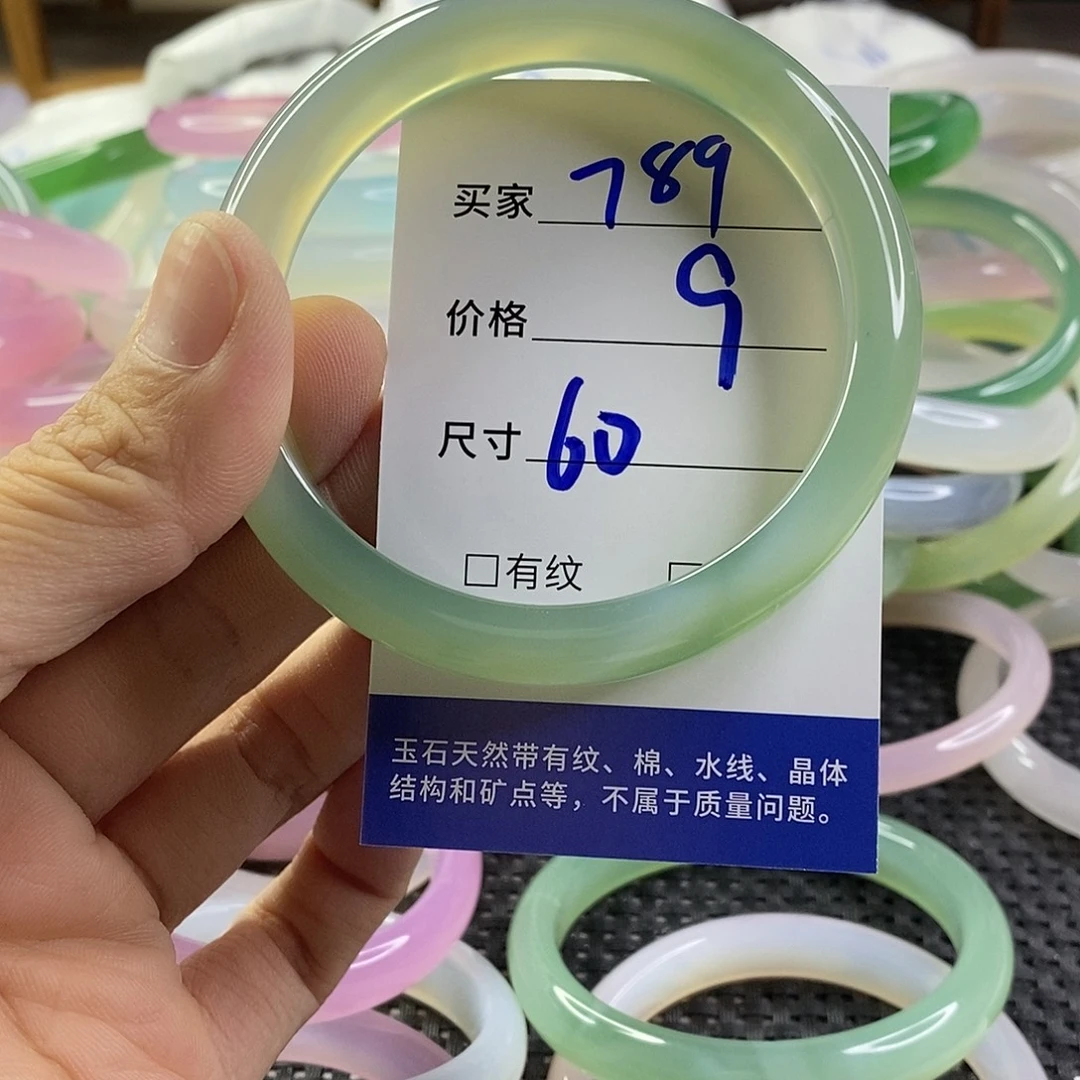 买家 789
价格 9
尺寸 60
□有纹 □
玉石天然带有纹、棉、水线、晶体
结构和矿点等，不属于质量问题。